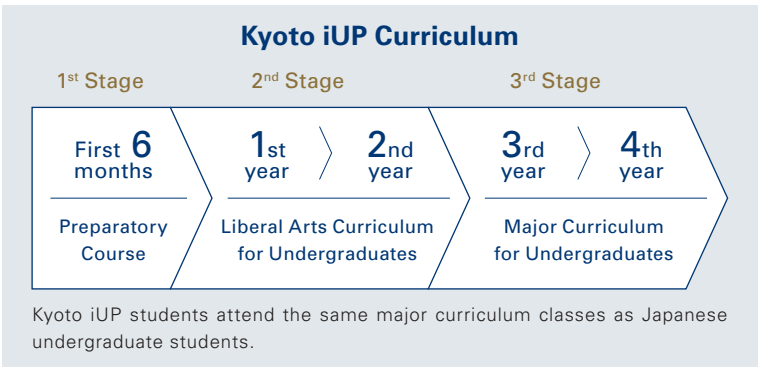 Kyoto iUP Curriculum
1st Stage
2nd Stage
3rd Stage
First 6
months
Preparatory
Course
1st
year
2nd
year
Liberal Arts Curriculum
for Undergraduates
3rd
year
4th
year
Major Curriculum
for Undergraduates
Kyoto iUP students attend the same major curriculum classes as Japanese
undergraduate students.